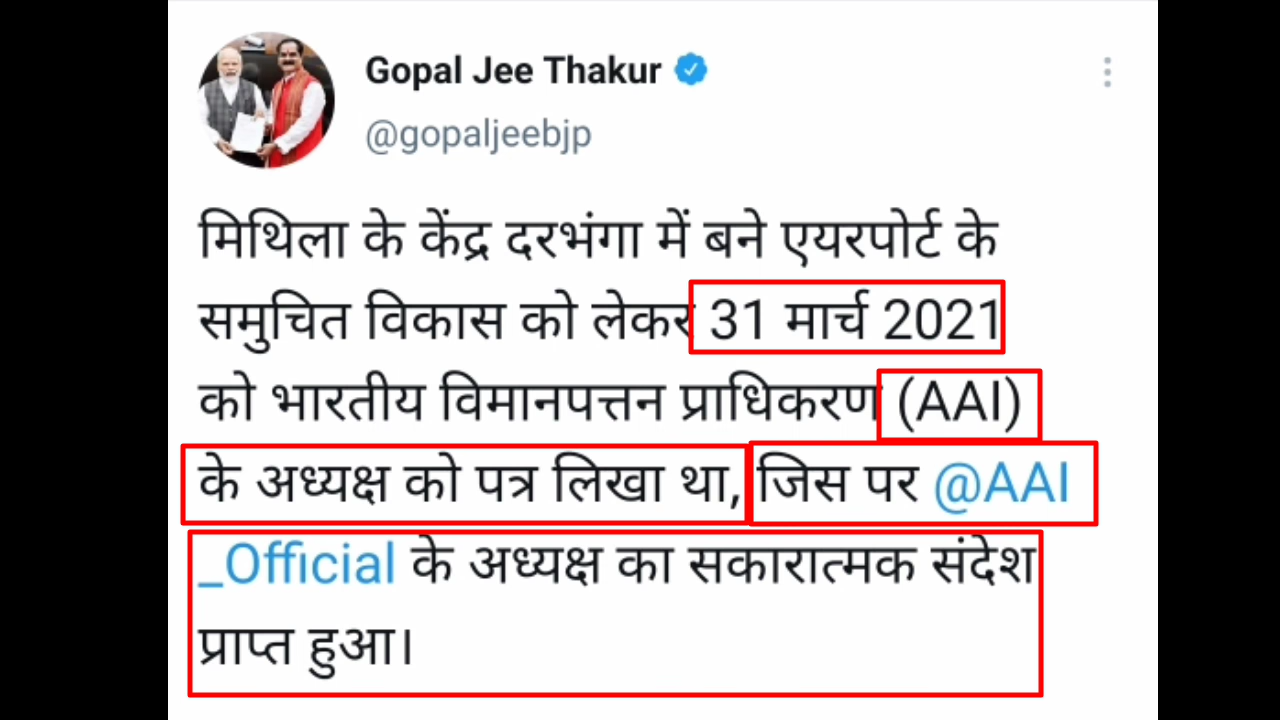 Gopal Jee Thakur
@gopaljeebjp
मिथिला के केंद्र दरभंगा में बने एयरपोर्ट के
समुचित विकास को लेकर 31 मार्च 2021
को भारतीय विमानपत्तन प्राधिकरण (AAI)
के अध्यक्ष को पत्र लिखा था, जिस पर @AAI
_Official के अध्यक्ष का सकारात्मक संदेश
प्राप्त हुआ।